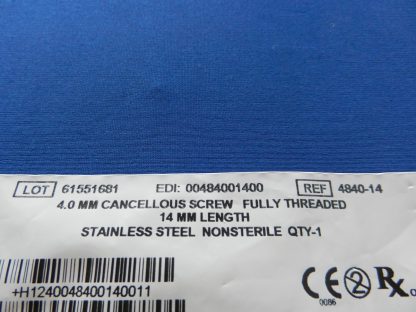 LOT 61551681 EDI: 00484001400 REF 4840-14
4.0 MM CANCELLOUS SCREW FULLY THREADED
14 MM LENGTH
STAINLESS STEEL NONSTERILE QTY-1
CE 2 Rx
0086
+H1240048400140011